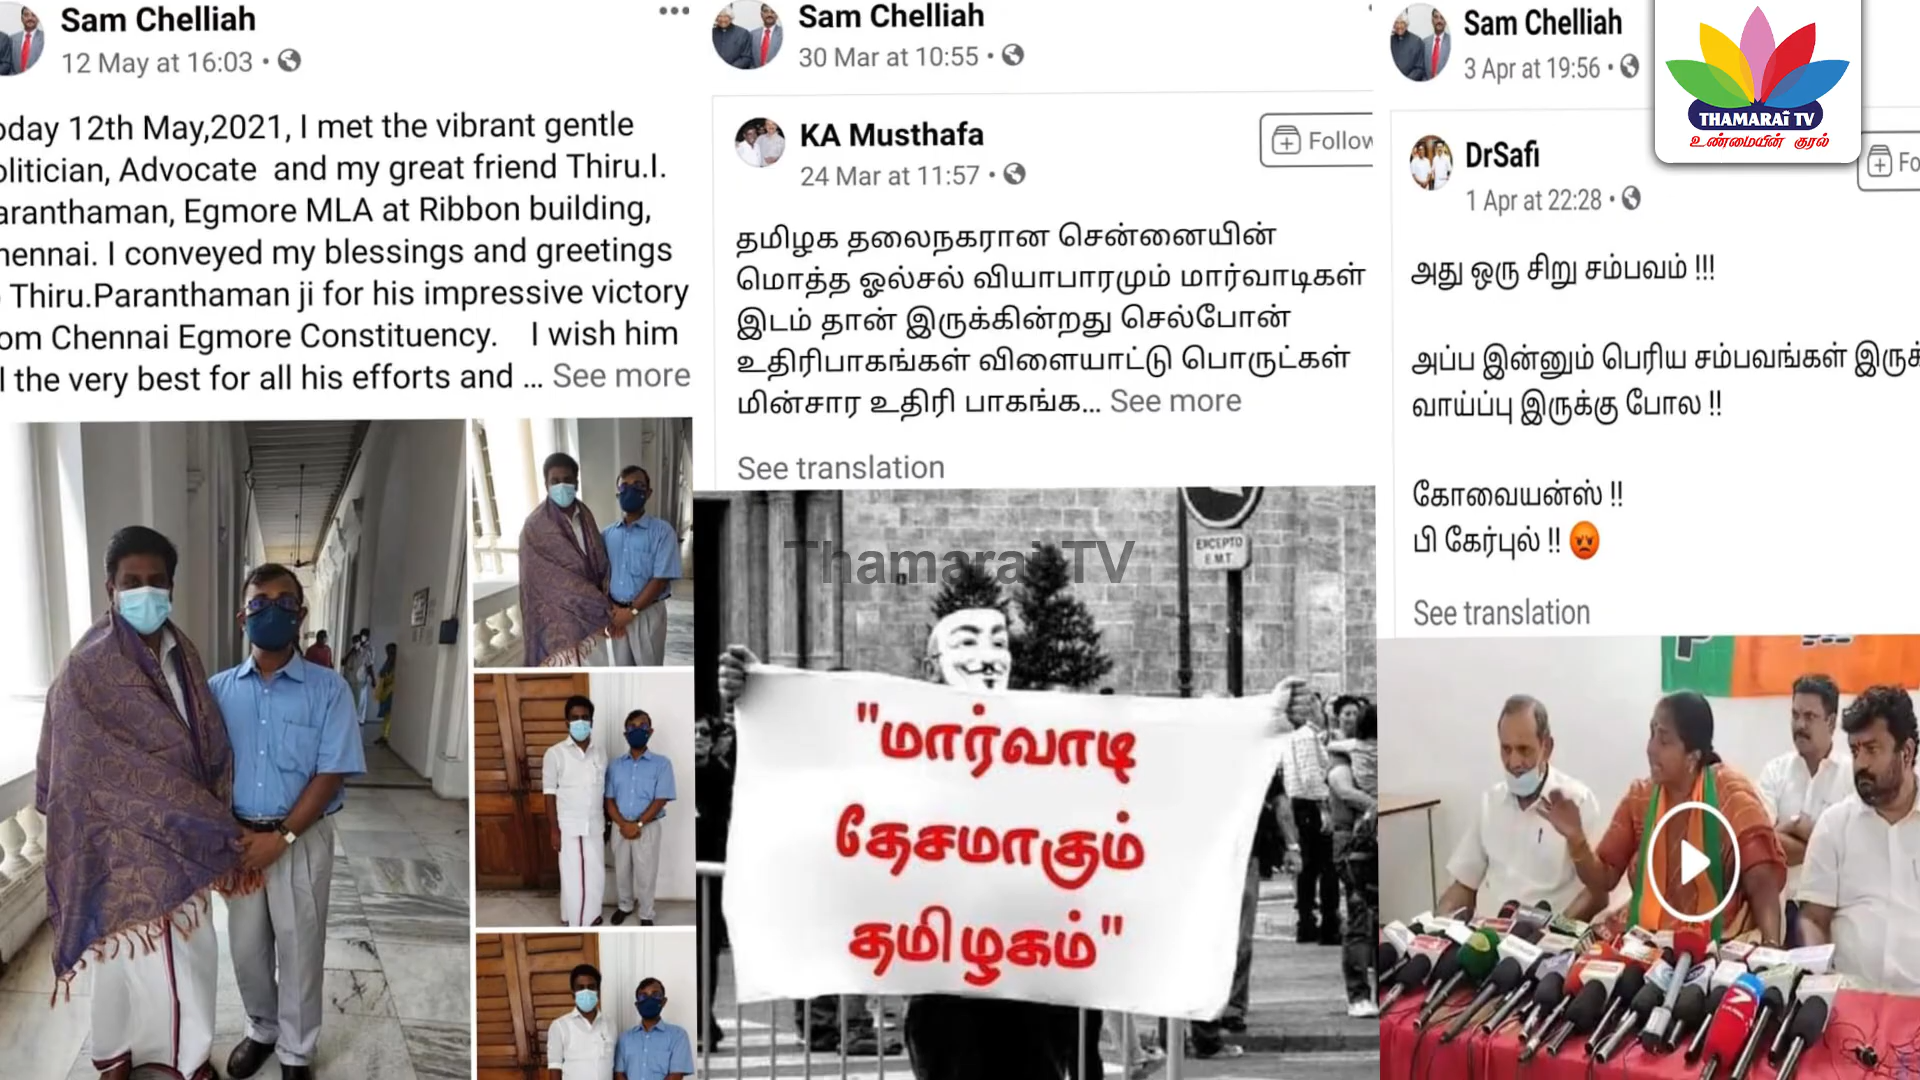 Sam Chelliah
12 May at 16:03
oday 12th May,2021, I met the vibrant gentle
olitician, Advocate and my great friend Thiru.I.
aranthaman, Egmore MLA at Ribbon building,
hennai. I conveyed my blessings and greetings
Thiru.Paranthaman ji for his impressive victory
om Chennai Egmore Constituency. I wish him
l the very best for all his efforts and ... See more
Sam Chelliah
30 Mar at 10:55
KA Musthafa
24 Mar at 11:57
Follow
தமிழக தலைநகரான சென்னையின்
மொத்த ஓல்சல் வியாபாரமும் மார்வாடிகள்
இடம் தான் இருக்கின்றது செல்போன்
உதிரிபாகங்கள் விளையாட்டு பொருட்கள்
மின்சார உதிரி பாகங்க... See more
See translation
EXCEPTO
E.M.T.
Thamarai TV
"மார்வாடி
தேசமாகும்
தமிழகம்"
Sam Chelliah
3 Apr at 19:56
DrSafi
1 Apr at 22:28
Fo
அது ஒரு சிறு சம்பவம் !!!
அப்ப இன்னும் பெரிய சம்பவங்கள் இருக்
வாய்ப்பு இருக்கு போல !!
கோவையன்ஸ் !!
பி கேர்புல் !! 😡
See translation
THAMARAI TV
உண்மையின் குரல்